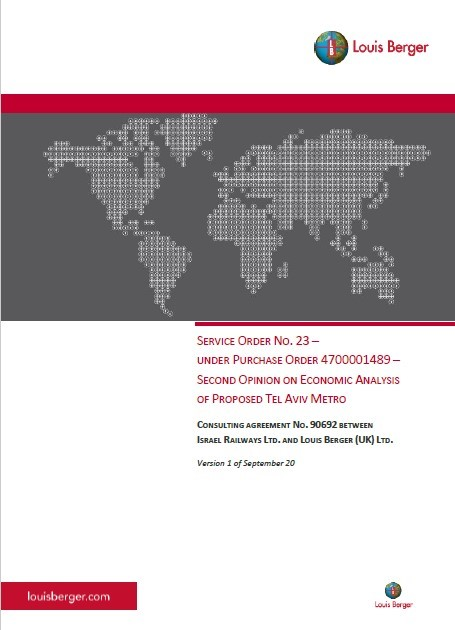 LB
Louis Berger
SERVICE ORDER NO. 23 –
UNDER PURCHASE ORDER 4700001489 –
SECOND OPINION ON ECONOMIC ANALYSIS
OF PROPOSED TEL AVIV METRO
CONSULTING AGREEMENT NO. 90692 BETWEEN
ISRAEL RAILWAYS LTD. AND LOUIS BERGER (UK) LTD.
Version 1 of September 20
louisberger.com
Louis Berger